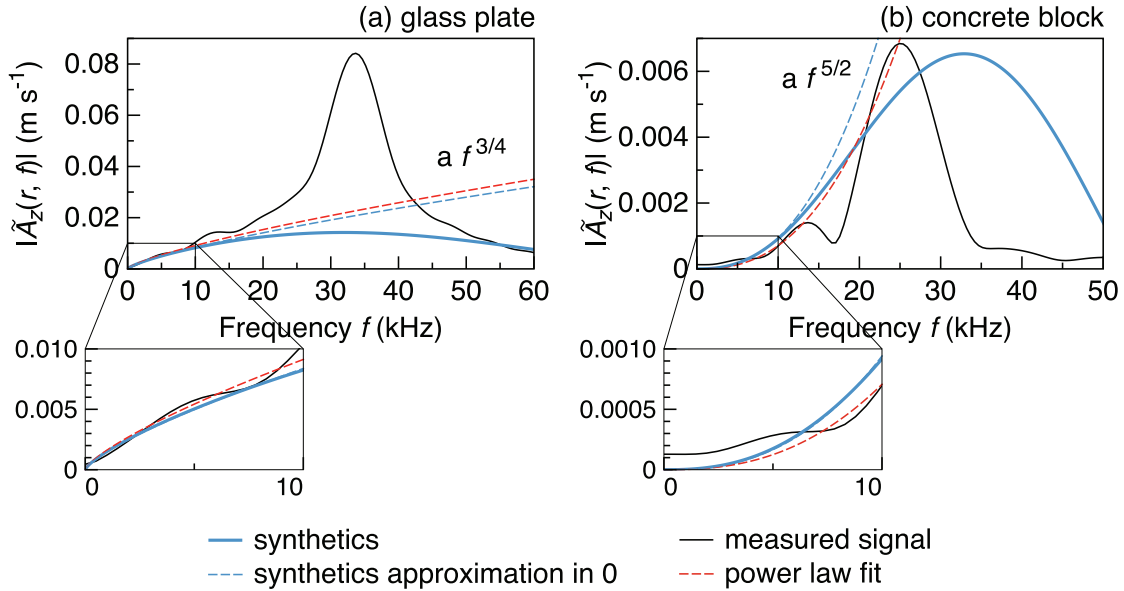 (a) glass plate
(b) concrete block
|Ã_z(r, f)| (m s⁻¹)
0.08
0.06
0.04
0.02
0
a f^3/4
0 10 20 30 40 50 60
Frequency f (kHz)
|Ã_z(r, f)| (m s⁻¹)
0.006
0.004
0.002
0
a f^5/2
0 10 20 30 40 50
Frequency f (kHz)
0.010
0.005
0
0 10
0.0010
0.0005
0
0 10
synthetics
synthetics approximation in 0
measured signal
power law fit